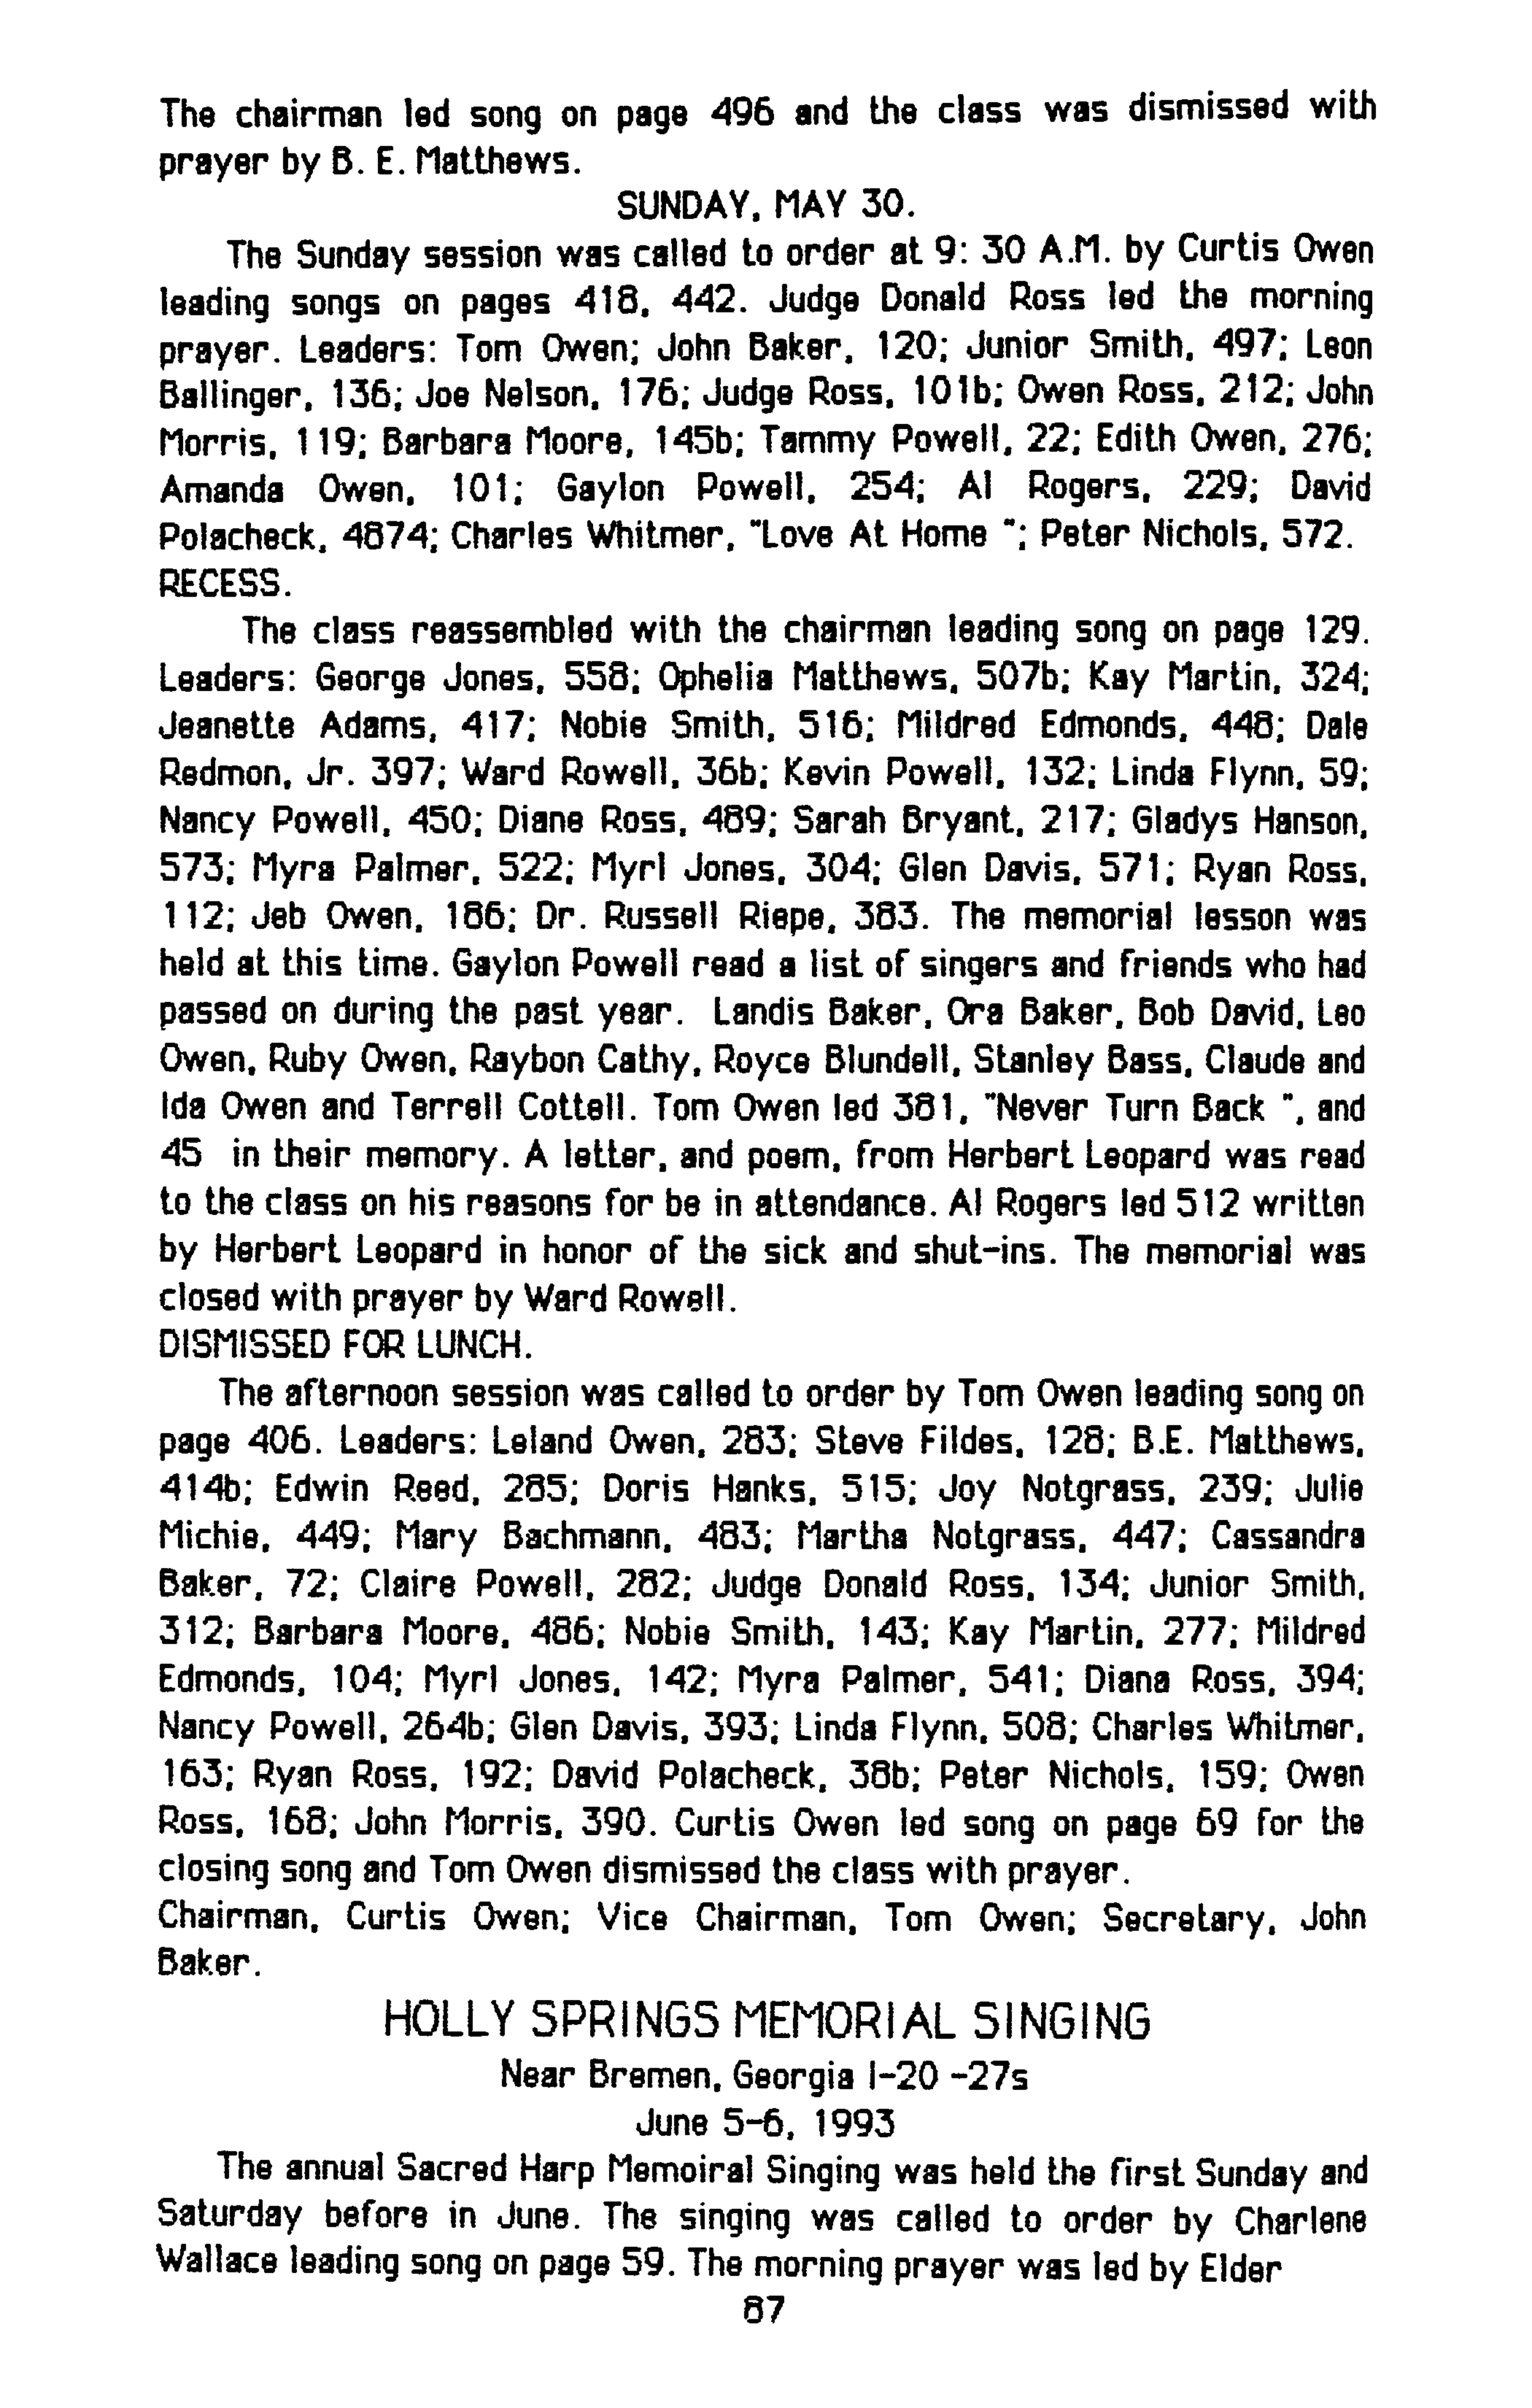 The chairman led song on page 496 and the class was dismissed with
prayer by B. E. Matthews.
SUNDAY, MAY 30.
The Sunday session was called to order at 9: 30 A.M. by Curtis Owen
leading songs on pages 418, 442. Judge Donald Ross led the morning
prayer. Leaders: Tom Owen; John Baker, 120; Junior Smith, 497; Leon
Ballinger, 136; Joe Nelson, 176; Judge Ross, 101b; Owen Ross, 212; John
Morris, 119; Barbara Moore, 145b; Tammy Powell, 22; Edith Owen, 276;
Amanda Owen, 101; Gaylon Powell, 254; Al Rogers, 229; David
Polacheck, 4874; Charles Whitmer, "Love At Home "; Peter Nichols, 572.
RECESS.
The class reassembled with the chairman leading song on page 129.
Leaders: George Jones, 558; Ophelia Matthews, 507b; Kay Martin, 324;
Jeanette Adams, 417; Nobie Smith, 516; Mildred Edmonds, 448; Dale
Redmon, Jr. 397; Ward Rowell, 36b; Kevin Powell, 132; Linda Flynn, 59;
Nancy Powell, 450; Diane Ross, 489; Sarah Bryant, 217; Gladys Hanson,
573; Myra Palmer, 522; Myrl Jones, 304; Glen Davis, 571; Ryan Ross,
112; Jeb Owen, 186; Dr. Russell Riepe, 383. The memorial lesson was
held at this time. Gaylon Powell read a list of singers and friends who had
passed on during the past year. Landis Baker, Ora Baker, Bob David, Leo
Owen, Ruby Owen, Raybon Cathy, Royce Blundell, Stanley Bass, Claude and
Ida Owen and Terrell Cottell. Tom Owen led 381, "Never Turn Back ", and
45 in their memory. A letter, and poem, from Herbert Leopard was read
to the class on his reasons for be in attendance. Al Rogers led 512 written
by Herbert Leopard in honor of the sick and shut-ins. The memorial was
closed with prayer by Ward Rowell.
DISMISSED FOR LUNCH.
The afternoon session was called to order by Tom Owen leading song on
page 406. Leaders: Leland Owen, 283; Steve Fildes, 128; B.E. Matthews,
414b; Edwin Reed, 285; Doris Hanks, 515; Joy Notgrass, 239; Julie
Michie, 449; Mary Bachmann, 483; Martha Notgrass, 447; Cassandra
Baker, 72; Claire Powell, 282; Judge Donald Ross, 134; Junior Smith,
312; Barbara Moore, 486; Nobie Smith, 143; Kay Martin, 277; Mildred
Edmonds, 104; Myrl Jones, 142; Myra Palmer, 541; Diana Ross, 394;
Nancy Powell, 264b; Glen Davis, 393; Linda Flynn, 508; Charles Whitmer,
163; Ryan Ross, 192; David Polacheck, 38b; Peter Nichols, 159; Owen
Ross, 168; John Morris, 390. Curtis Owen led song on page 69 for the
closing song and Tom Owen dismissed the class with prayer.
Chairman, Curtis Owen; Vice Chairman, Tom Owen; Secretary, John
Baker.
HOLLY SPRINGS MEMORIAL SINGING
Near Bremen, Georgia I-20 -27s
June 5-6, 1993
The annual Sacred Harp Memoiral Singing was held the first Sunday and
Saturday before in June. The singing was called to order by Charlene
Wallace leading song on page 59. The morning prayer was led by Elder
87